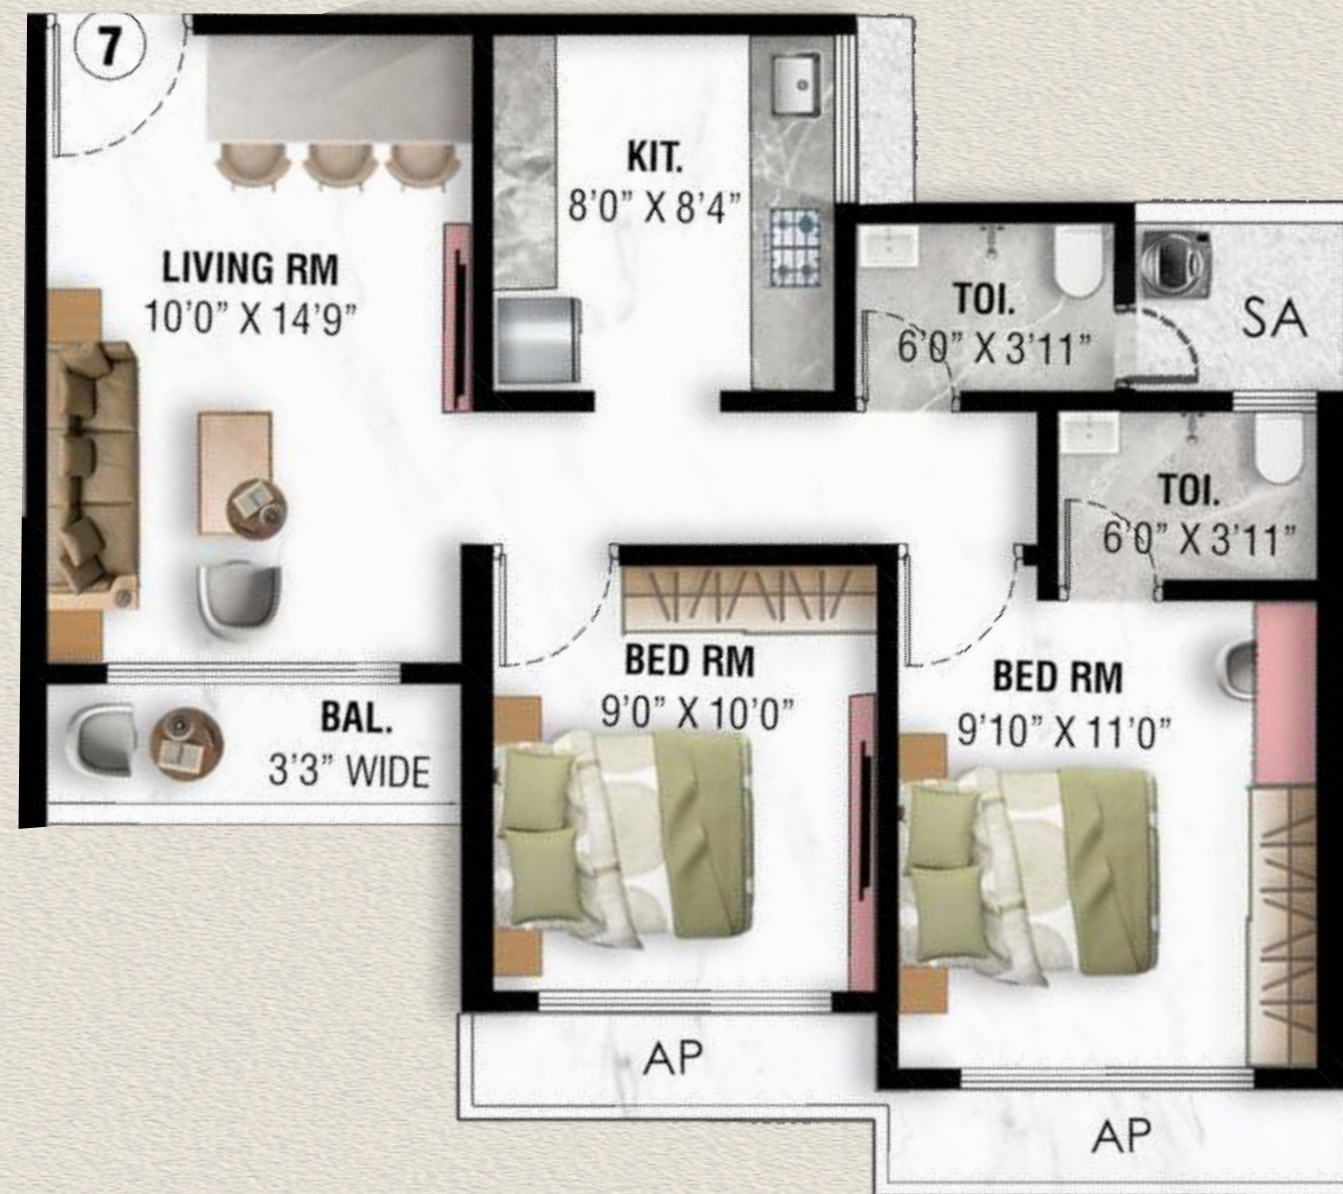 7
KIT.
8'0" X 8'4"
LIVING RM
10'0" X 14'9"
TOI.
6'0" X 3'11"
SA
TOI.
6'0" X 3'11"
BED RM
9'0" X 10'0"
BED RM
9'10" X 11'0"
BAL.
3'3" WIDE
AP
AP